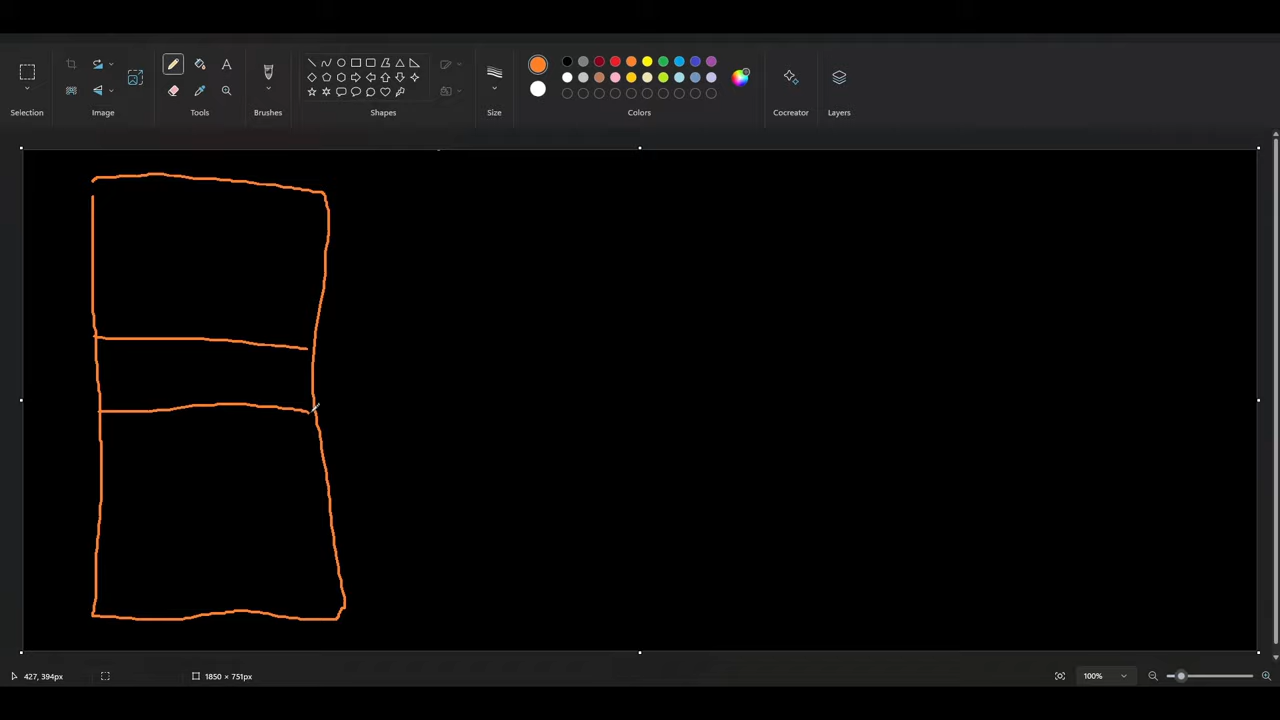 Selection
Image
Tools
Brushes
Shapes
Size
Colors
Cocreator
Layers
427, 394px
1850 × 751px
100%